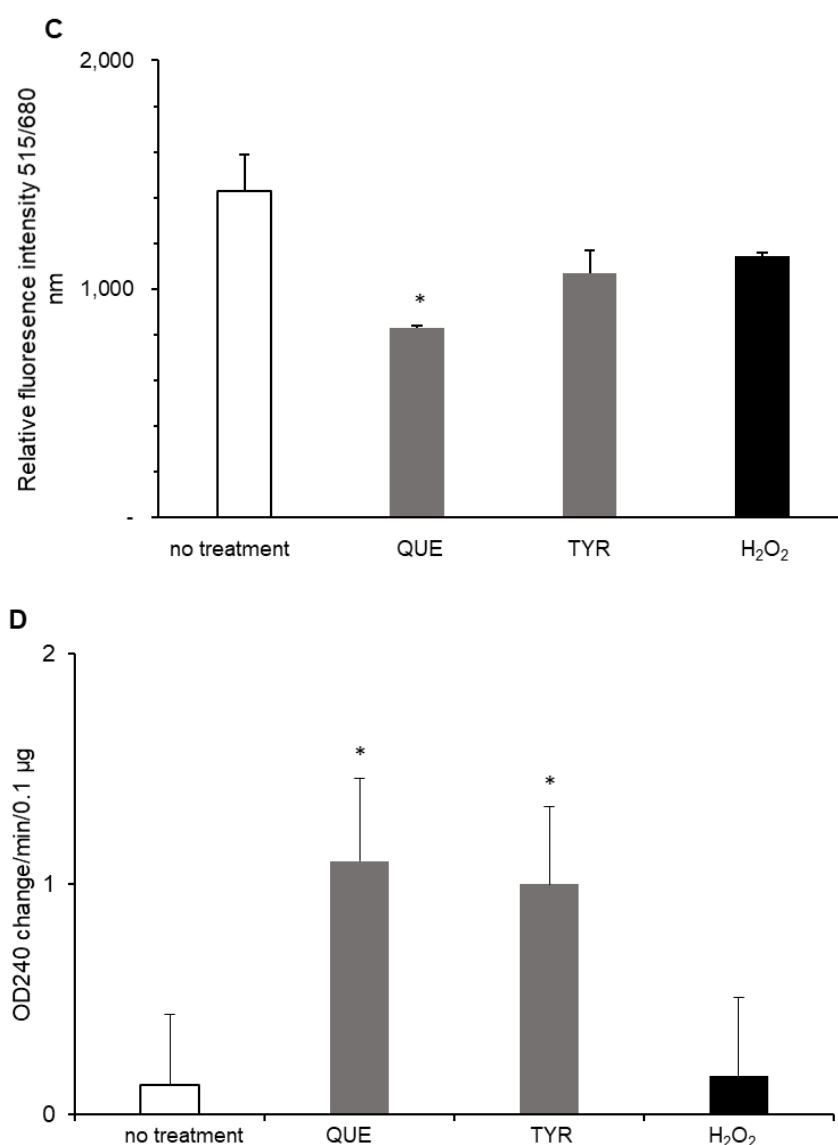 C
2,000
1,000
-
Relative fluoresence intensity 515/680
nm
*
no treatment QUE TYR H₂O₂
D
2
1
0
OD240 change/min/0.1 µg
* *
no treatment QUE TYR H₂O₂